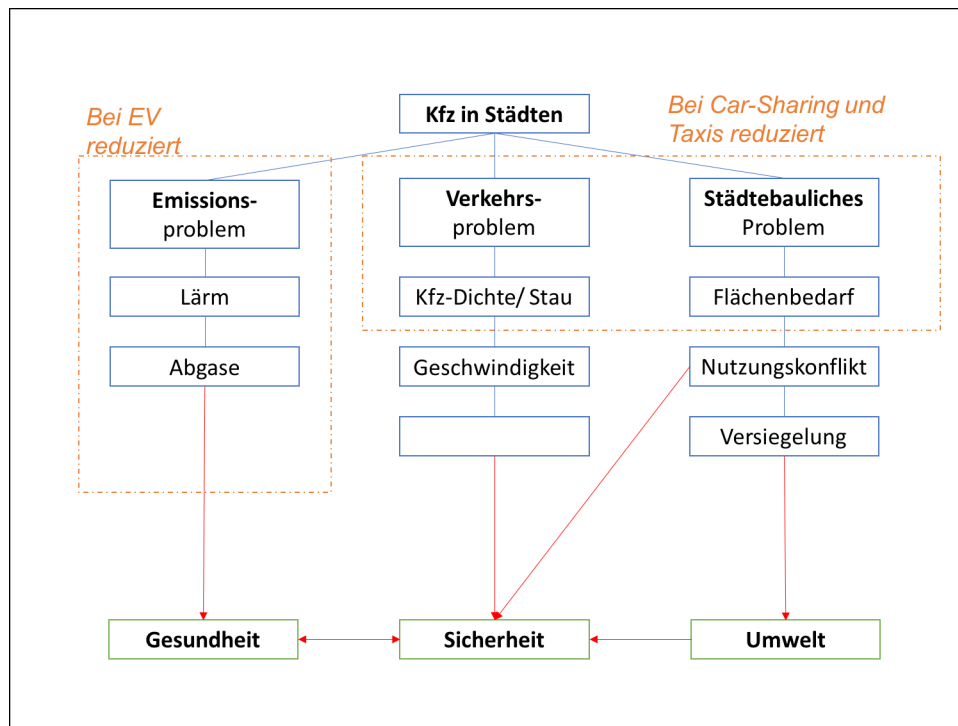 Bei EV
reduziert
Kfz in Städten
Bei Car-Sharing und
Taxis reduziert
Emissions-
problem
Verkehrs-
problem
Städtebauliches
Problem
Lärm
Kfz-Dichte/ Stau
Flächenbedarf
Abgase
Geschwindigkeit
Nutzungskonflikt
Versiegelung
Gesundheit
Sicherheit
Umwelt